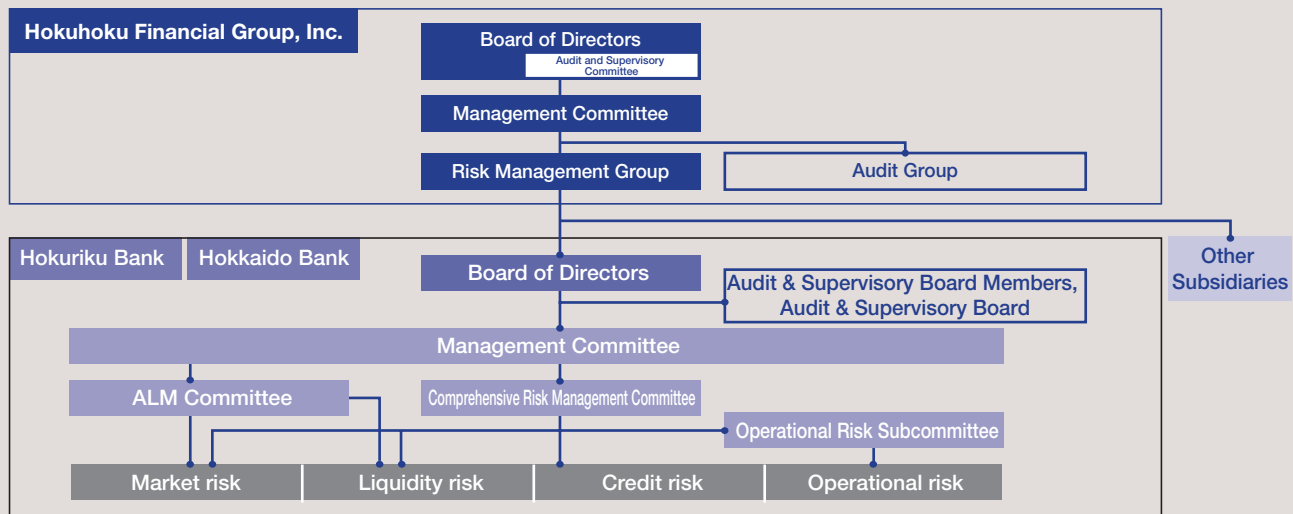 Hokuhoku Financial Group, Inc.
Board of Directors
Audit and Supervisory
Committee
Management Committee
Risk Management Group
Audit Group
Hokuriku Bank
Hokkaido Bank
Board of Directors
Other
Subsidiaries
Audit & Supervisory Board Members,
Audit & Supervisory Board
Management Committee
ALM Committee
Comprehensive Risk Management Committee
Operational Risk Subcommittee
Market risk
Liquidity risk
Credit risk
Operational risk